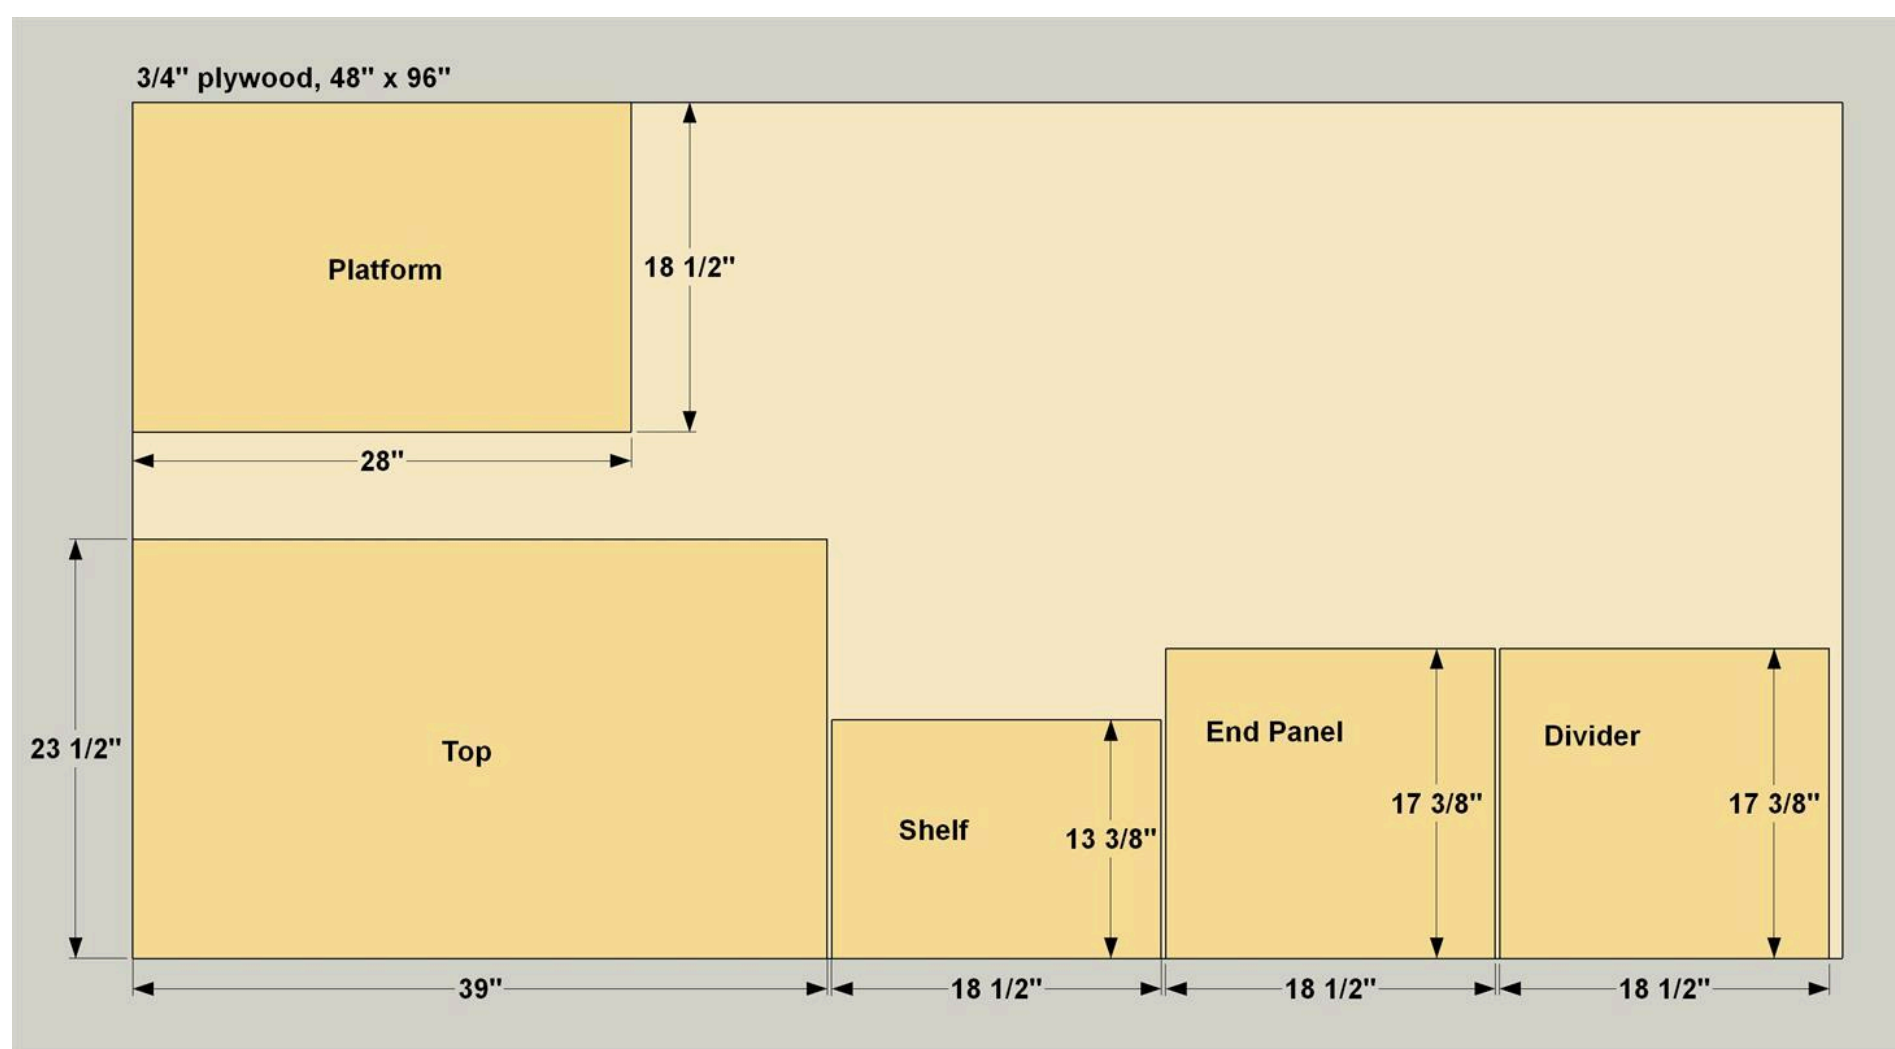 3/4" plywood, 48" x 96"
Platform
18 1/2"
28"
23 1/2"
Top
Shelf
13 3/8"
End Panel
17 3/8"
Divider
17 3/8"
39"
18 1/2"
18 1/2"
18 1/2"